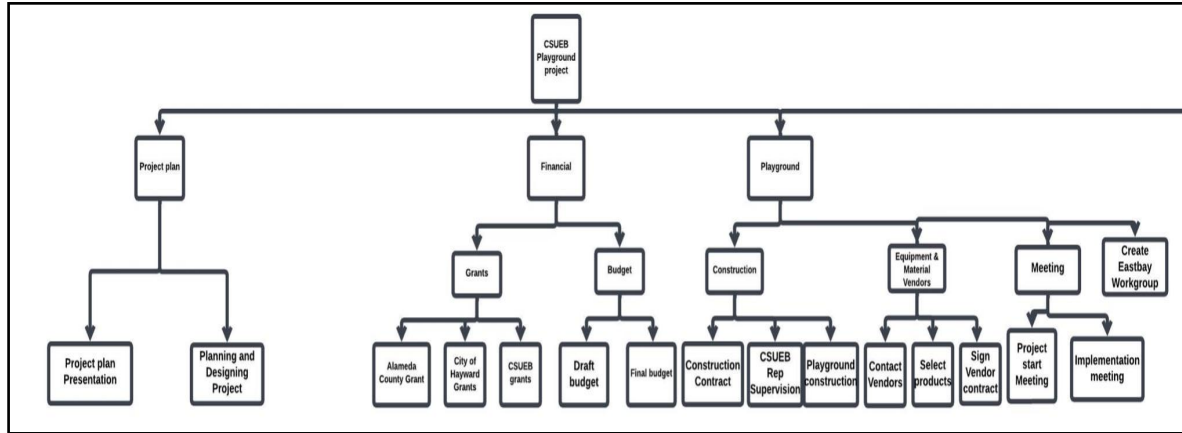 CSUEB
Playground
project
Project plan
Financial
Playground
Grants
Budget
Construction
Equipment &
Material
Vendors
Meeting
Create
Eastbay
Workgroup
Project plan
Presentation
Planning and
Designing
Project
Alameda
County Grant
City of
Hayward
Grants
CSUEB
grants
Draft
budget
Final budget
Construction
Contract
CSUEB
Rep
Supervision
Playground
construction
Contact
Vendors
Select
products
Sign
Vendor
contract
Project
start
Meeting
Implementation
meeting